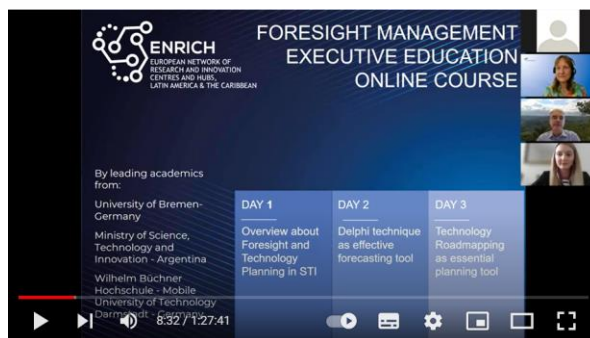 ENRICH
EUROPEAN NETWORK OF
RESEARCH AND INNOVATION
CENTRES AND HUBS,
LATIN AMERICA & THE CARIBBEAN
FORESIGHT MANAGEMENT
EXECUTIVE EDUCATION
ONLINE COURSE
By leading academics
from:
University of Bremen-
Germany
Ministry of Science,
Technology and
Innovation - Argentina
Wilhelm Büchner
Hochschule - Mobile
University of Technology
Darmstadt - Germany
DAY 1
Overview about
Foresight and
Technology
Planning in STI
DAY 2
Delphi technique
as effective
forecasting tool
DAY 3
Technology
Roadmapping
as essential
planning tool
8:32 / 1:27:41